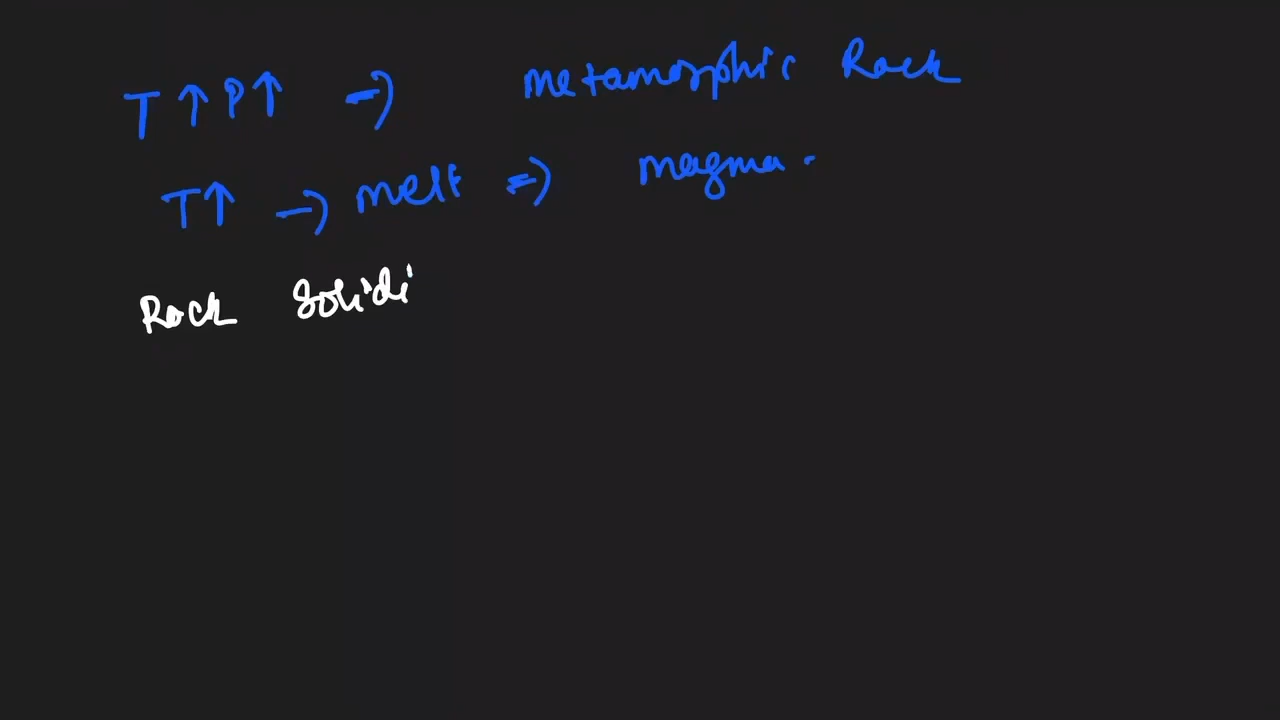 T ↑ P ↑ => metamorphic Rock
T ↑ -> melt => magma.
Rock Solidi